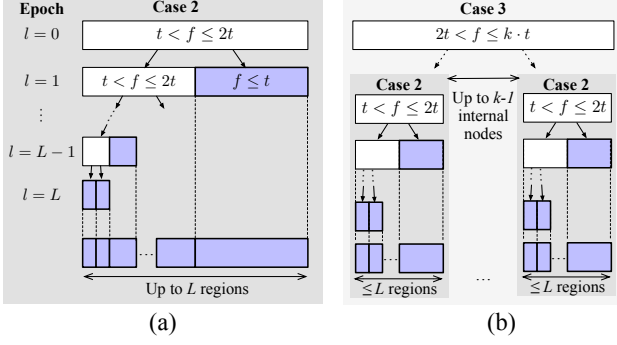 Epoch
Case 2
l = 0
t < f ≤ 2t
l = 1
t < f ≤ 2t
f ≤ t
⋮
l = L − 1
l = L
...
Up to L regions
(a)
Case 3
2t < f ≤ k · t
Case 2
Case 2
Up to k-1
internal
nodes
t < f ≤ 2t
t < f ≤ 2t
...
...
≤ L regions
...
≤ L regions
(b)